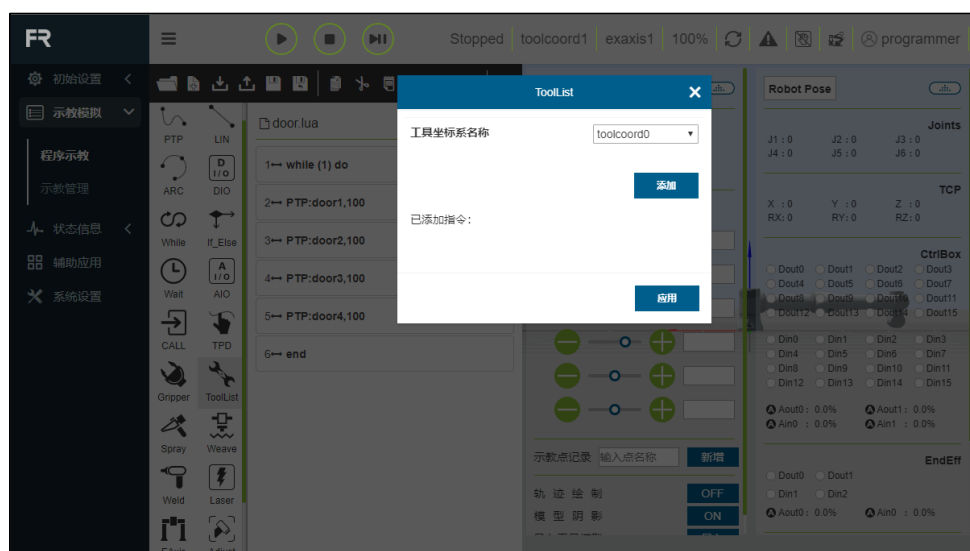 FR
Stopped toolcoord1 exaxis1 100% programmer
初始设置
示教模拟
程序示教
示教管理
状态信息
辅助应用
系统设置
PTP LIN
ARC DIO
While If_Else
Wait AIO
CALL TPD
Gripper ToolList
Spray Weave
Weld Laser
door.lua
1 while (1) do
2 PTP:door1,100
3 PTP:door2,100
4 PTP:door3,100
5 PTP:door4,100
6 end
ToolList
工具坐标系名称 toolcoord0
添加
已添加指令：
应用
示教点记录 输入点名称 新增
轨迹绘制 OFF
模型阴影 ON
Robot Pose
Joints
J1 : 0 J2 : 0 J3 : 0
J4 : 0 J5 : 0 J6 : 0
TCP
X : 0 Y : 0 Z : 0
RX: 0 RY: 0 RZ: 0
CtrlBox
Dout0 Dout1 Dout2 Dout3
Dout4 Dout5 Dout6 Dout7
Dout8 Dout9 Dout10 Dout11
Dout12 Dout13 Dout14 Dout15
Din0 Din1 Din2 Din3
Din4 Din5 Din6 Din7
Din8 Din9 Din10 Din11
Din12 Din13 Din14 Din15
Aout0 : 0.0% Aout1 : 0.0%
Ain0 : 0.0% Ain1 : 0.0%
EndEff
Dout0 Dout1
Din1 Din2
Aout0 : 0.0% Ain0 : 0.0%